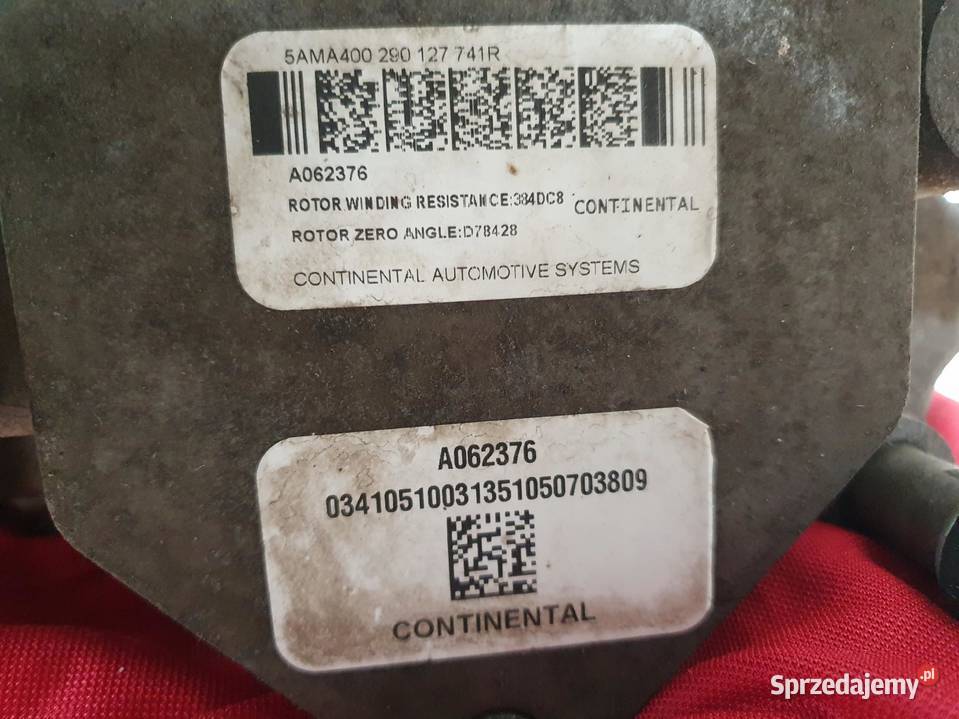 5AMA400 290 127 741R
A062376
ROTOR WINDING RESISTANCE:384DC8 CONTINENTAL
ROTOR ZERO ANGLE:D78428
CONTINENTAL AUTOMOTIVE SYSTEMS
A062376
03410510031351050703809
CONTINENTAL
Sprzedajemy.pl